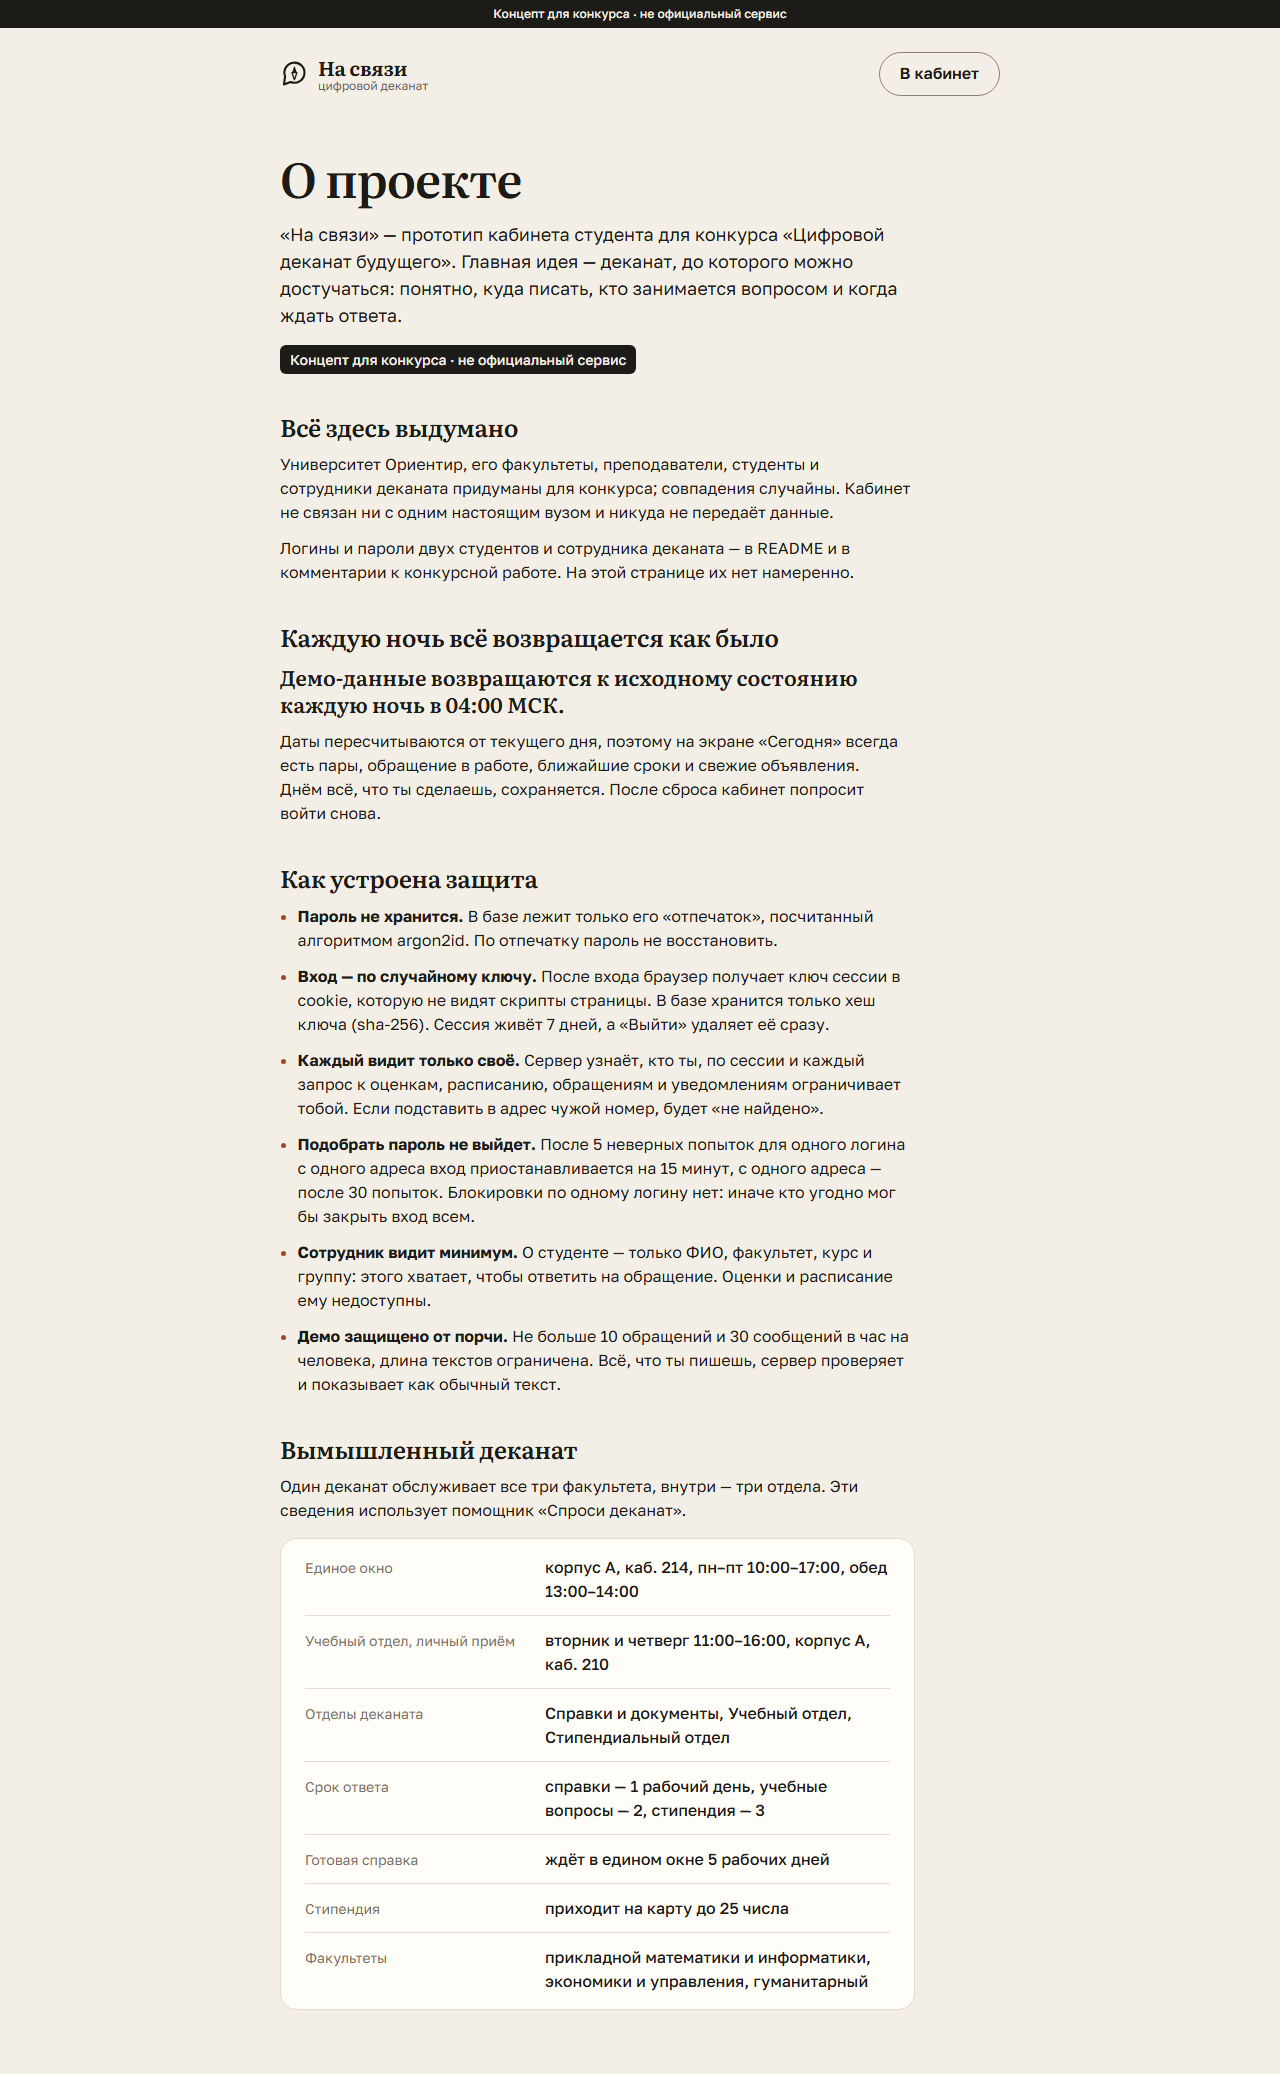 Концепт для конкурса · не официальный сервис
На связи
цифровой деканат
В кабинет
О проекте
«На связи» — прототип кабинета студента для конкурса «Цифровой
деканат будущего». Главная идея — деканат, до которого можно
достучаться: понятно, куда писать, кто занимается вопросом и когда
ждать ответа.
Концепт для конкурса · не официальный сервис
Всё здесь выдумано
Университет Ориентир, его факультеты, преподаватели, студенты и
сотрудники деканата придуманы для конкурса; совпадения случайны. Кабинет
не связан ни с одним настоящим вузом и никуда не передаёт данные.
Логины и пароли двух студентов и сотрудника деканата — в README и в
комментарии к конкурсной работе. На этой странице их нет намеренно.
Каждую ночь всё возвращается как было
Демо-данные возвращаются к исходному состоянию
каждую ночь в 04:00 МСК.
Даты пересчитываются от текущего дня, поэтому на экране «Сегодня» всегда
есть пары, обращение в работе, ближайшие сроки и свежие объявления.
Днём всё, что ты сделаешь, сохраняется. После сброса кабинет попросит
войти снова.
Как устроена защита
• Пароль не хранится. В базе лежит только его «отпечаток», посчитанный
алгоритмом argon2id. По отпечатку пароль не восстановить.
• Вход — по случайному ключу. После входа браузер получает ключ сессии в
cookie, которую не видят скрипты страницы. В базе хранится только хеш
ключа (sha-256). Сессия живёт 7 дней, а «Выйти» удаляет её сразу.
• Каждый видит только своё. Сервер узнаёт, кто ты, по сессии и каждый
запрос к оценкам, расписанию, обращениям и уведомлениям ограничивает
тобой. Если подставить в адрес чужой номер, будет «не найдено».
• Подобрать пароль не выйдет. После 5 неверных попыток для одного логина
с одного адреса вход приостанавливается на 15 минут, с одного адреса —
после 30 попыток. Блокировки по одному логину нет: иначе кто угодно мог
бы закрыть вход всем.
• Сотрудник видит минимум. О студенте — только ФИО, факультет, курс и
группу: этого хватает, чтобы ответить на обращение. Оценки и расписание
ему недоступны.
• Демо защищено от порчи. Не больше 10 обращений и 30 сообщений в час на
человека, длина текстов ограничена. Всё, что ты пишешь, сервер проверяет
и показывает как обычный текст.
Вымышленный деканат
Один деканат обслуживает все три факультета, внутри — три отдела. Эти
сведения использует помощник «Спроси деканат».
Единое окно
корпус А, каб. 214, пн–пт 10:00–17:00, обед
13:00–14:00
Учебный отдел, личный приём
вторник и четверг 11:00–16:00, корпус А,
каб. 210
Отделы деканата
Справки и документы, Учебный отдел,
Стипендиальный отдел
Срок ответа
справки — 1 рабочий день, учебные
вопросы — 2, стипендия — 3
Готовая справка
ждёт в едином окне 5 рабочих дней
Стипендия
приходит на карту до 25 числа
Факультеты
прикладной математики и информатики,
экономики и управления, гуманитарный